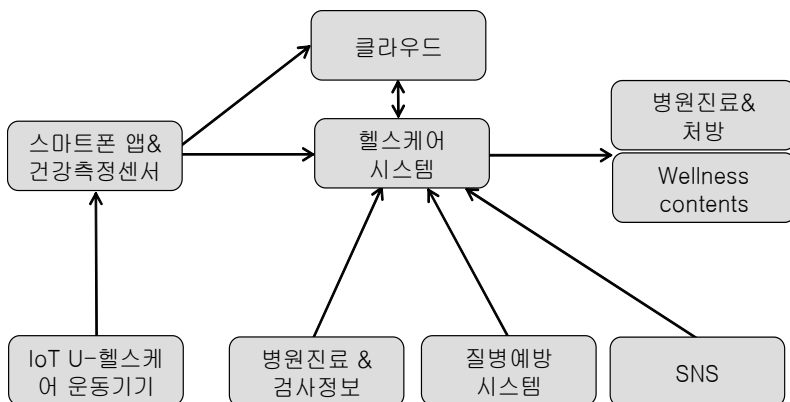 클라우드
병원진료&
처방
스마트폰 앱&
건강측정센서
헬스케어
시스템
Wellness
contents
IoT U-헬스케
어 운동기기
병원진료 &
검사정보
질병예방
시스템
SNS